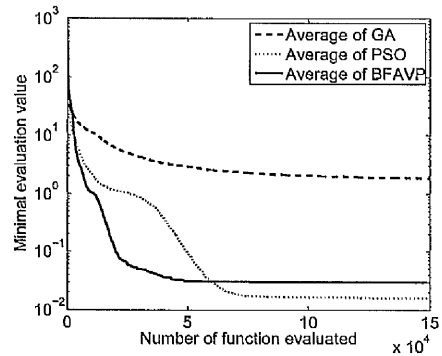 10^3
10^2
10^1
10^0
10^-1
10^-2
Minimal evaluation value
Average of GA
Average of PSO
Average of BFAVP
0
5
10
15
Number of function evaluated
x 10^4